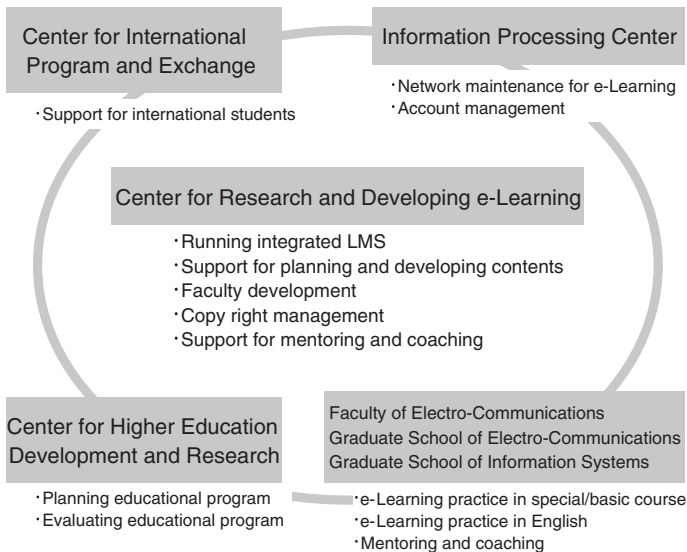 Center for International
Program and Exchange
·Support for international students
Information Processing Center
·Network maintenance for e-Learning
·Account management
Center for Research and Developing e-Learning
·Running integrated LMS
·Support for planning and developing contents
·Faculty development
·Copy right management
·Support for mentoring and coaching
Center for Higher Education
Development and Research
·Planning educational program
·Evaluating educational program
Faculty of Electro-Communications
Graduate School of Electro-Communications
Graduate School of Information Systems
·e-Learning practice in special/basic course
·e-Learning practice in English
·Mentoring and coaching